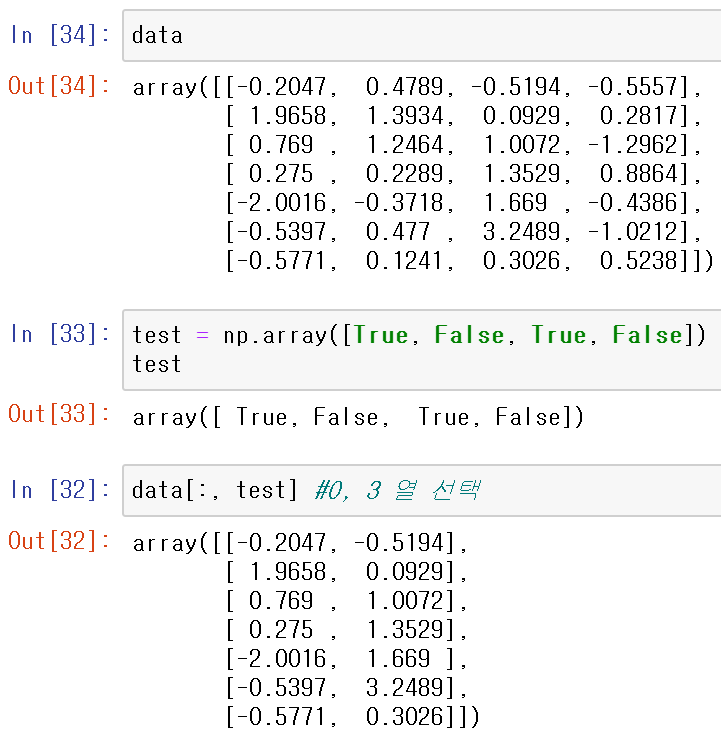 In [34]: data
Out[34]: array([[-0.2047,  0.4789, -0.5194, -0.5557],
[ 1.9658,  1.3934,  0.0929,  0.2817],
[ 0.769 ,  1.2464,  1.0072, -1.2962],
[ 0.275 ,  0.2289,  1.3529,  0.8864],
[-2.0016, -0.3718,  1.669 , -0.4386],
[-0.5397,  0.477 ,  3.2489, -1.0212],
[-0.5771,  0.1241,  0.3026,  0.5238]])
In [33]: test = np.array([True, False, True, False])
test
Out[33]: array([ True, False,  True, False])
In [32]: data[:, test] #0, 3 열 선택
Out[32]: array([[-0.2047, -0.5194],
[ 1.9658,  0.0929],
[ 0.769 ,  1.0072],
[ 0.275 ,  1.3529],
[-2.0016,  1.669 ],
[-0.5397,  3.2489],
[-0.5771,  0.3026]])